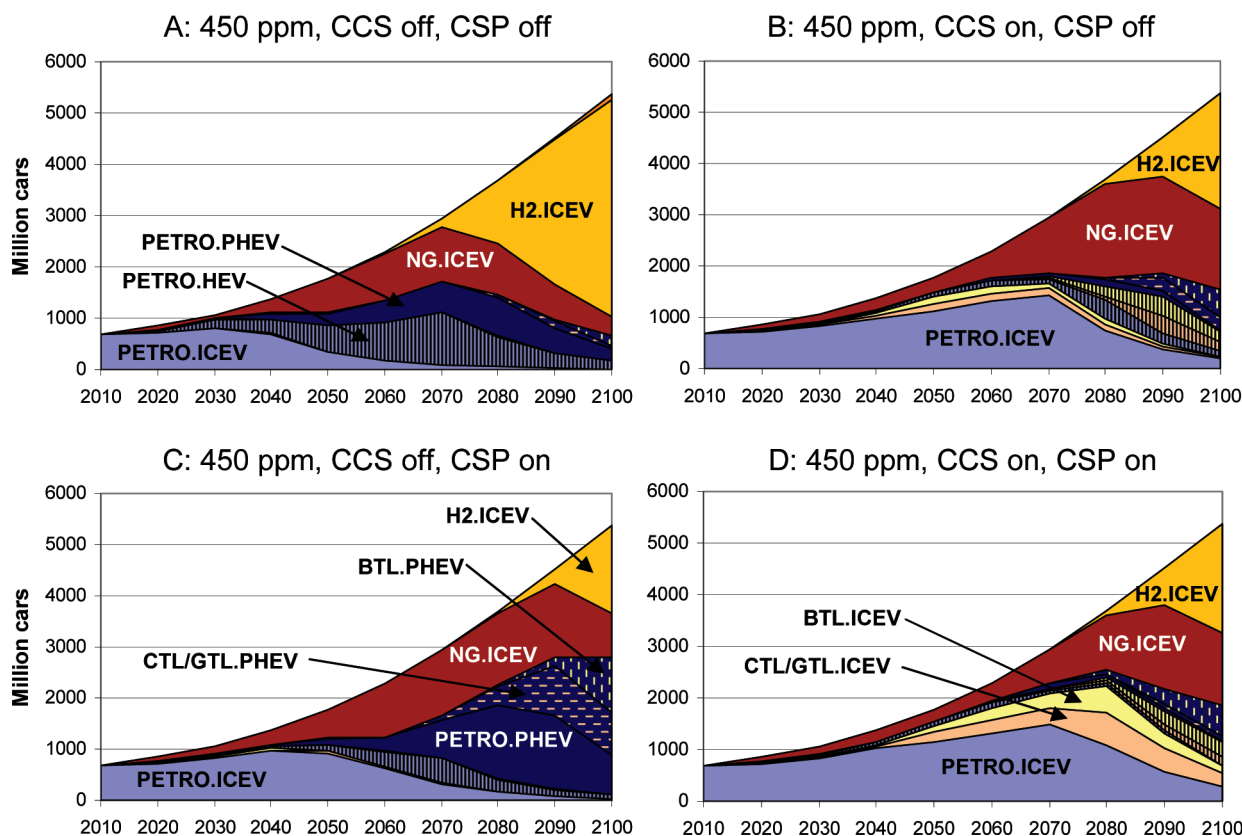 A: 450 ppm, CCS off, CSP off
6000
5000
4000
3000
2000
1000
0
Million cars
PETRO.PHEV
PETRO.HEV
PETRO.ICEV
NG.ICEV
H2.ICEV
2010 2020 2030 2040 2050 2060 2070 2080 2090 2100
B: 450 ppm, CCS on, CSP off
6000
5000
4000
3000
2000
1000
0
H2.ICEV
NG.ICEV
PETRO.ICEV
2010 2020 2030 2040 2050 2060 2070 2080 2090 2100
C: 450 ppm, CCS off, CSP on
6000
5000
4000
3000
2000
1000
0
Million cars
H2.ICEV
BTL.PHEV
CTL/GTL.PHEV
NG.ICEV
PETRO.PHEV
PETRO.ICEV
2010 2020 2030 2040 2050 2060 2070 2080 2090 2100
D: 450 ppm, CCS on, CSP on
6000
5000
4000
3000
2000
1000
0
H2.ICEV
BTL.ICEV
NG.ICEV
CTL/GTL.ICEV
PETRO.ICEV
2010 2020 2030 2040 2050 2060 2070 2080 2090 2100